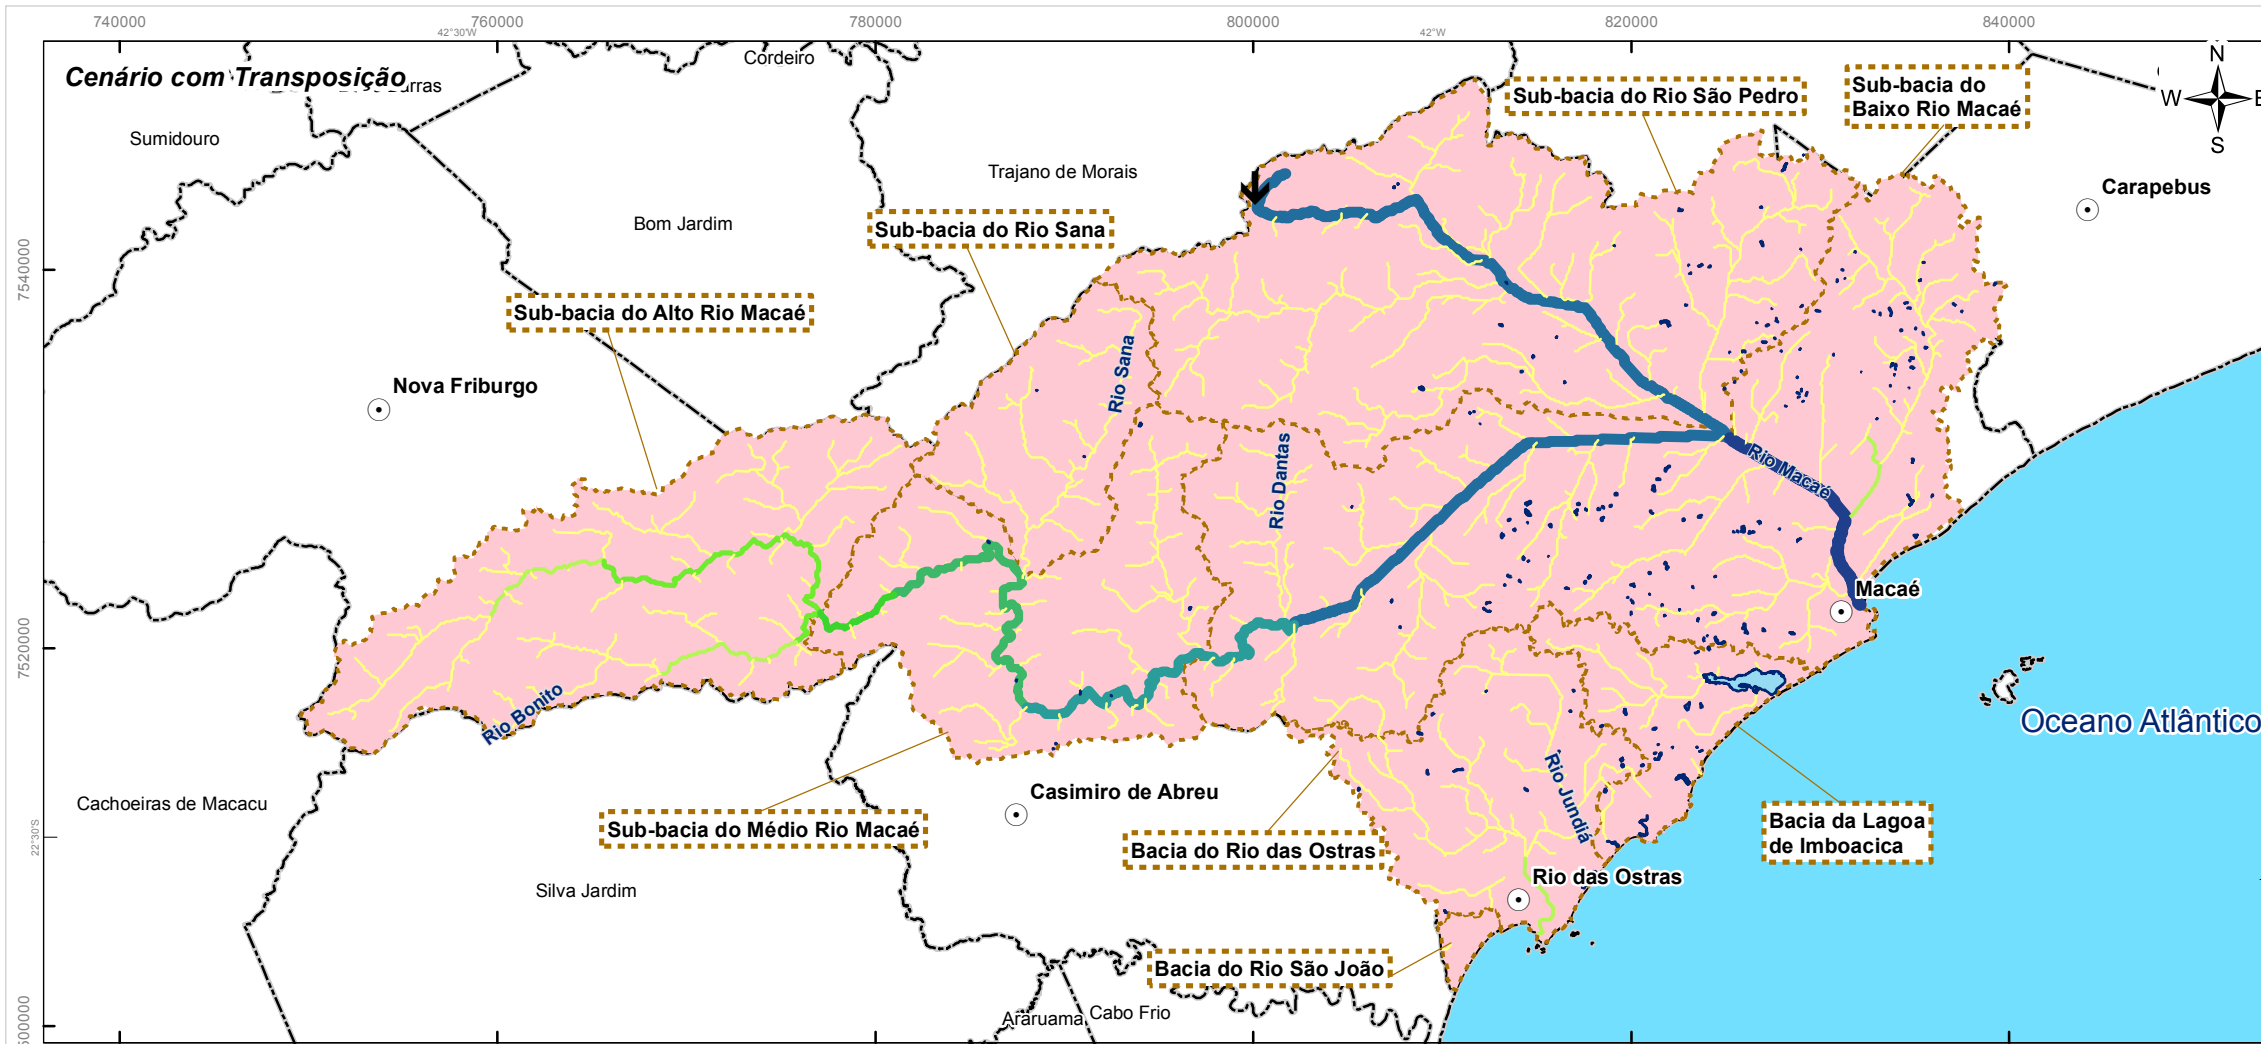 740000
760000
780000
800000
820000
840000
42°30'W
42°W
Cenário com Transposição
Barras
Cordeiro
Sumidouro
Trajano de Morais
Bom Jardim
Sub-bacia do Rio São Pedro
Sub-bacia do
Baixo Rio Macaé
N
W
E
S
Carapebus
Sub-bacia do Rio Sana
7540000
Sub-bacia do Alto Rio Macaé
Nova Friburgo
Rio Sana
Rio Dantas
Rio Macaé
Macaé
7520000
Rio Bonito
Oceano Atlântico
Cachoeiras de Macacu
Casimiro de Abreu
Sub-bacia do Médio Rio Macaé
Rio Jundiá
Bacia da Lagoa
de Imboacica
22°30'S
Bacia do Rio das Ostras
Silva Jardim
Rio das Ostras
Bacia do Rio São João
Araruama
Cabo Frio